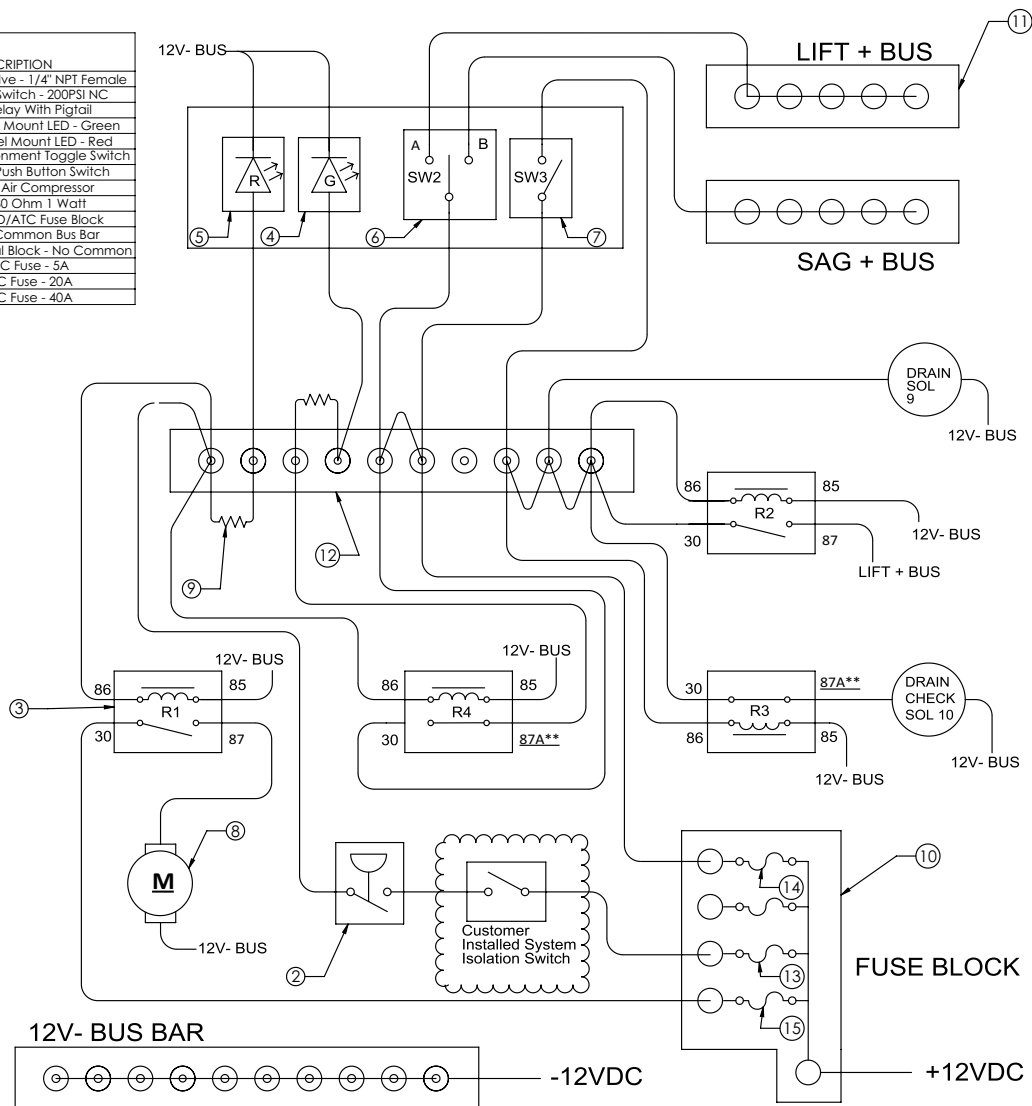 CRIPTION
lve - 1/4" NPT Female
Switch - 200PSI NC
elay With Pigtail
Mount LED - Green
el Mount LED - Red
onment Toggle Switch
Push Button Switch
Air Compressor
0 Ohm 1 Watt
O/ATC Fuse Block
Common Bus Bar
al Block - No Common
C Fuse - 5A
C Fuse - 20A
C Fuse - 40A
12V- BUS
11
LIFT + BUS
A
B
R
G
SW2
SW3
5
4
6
7
SAG + BUS
DRAIN
SOL
9
12V- BUS
86
85
R2
30
87
12V- BUS
LIFT + BUS
9
12
12V- BUS
86
85
3
R1
30
87
12V- BUS
86
85
R4
30
87A**
30
87A**
R3
86
85
12V- BUS
DRAIN
CHECK
SOL 10
12V- BUS
8
M
12V- BUS
2
Customer
Installed System
Isolation Switch
10
14
13
15
FUSE BLOCK
12V- BUS BAR
-12VDC
+12VDC